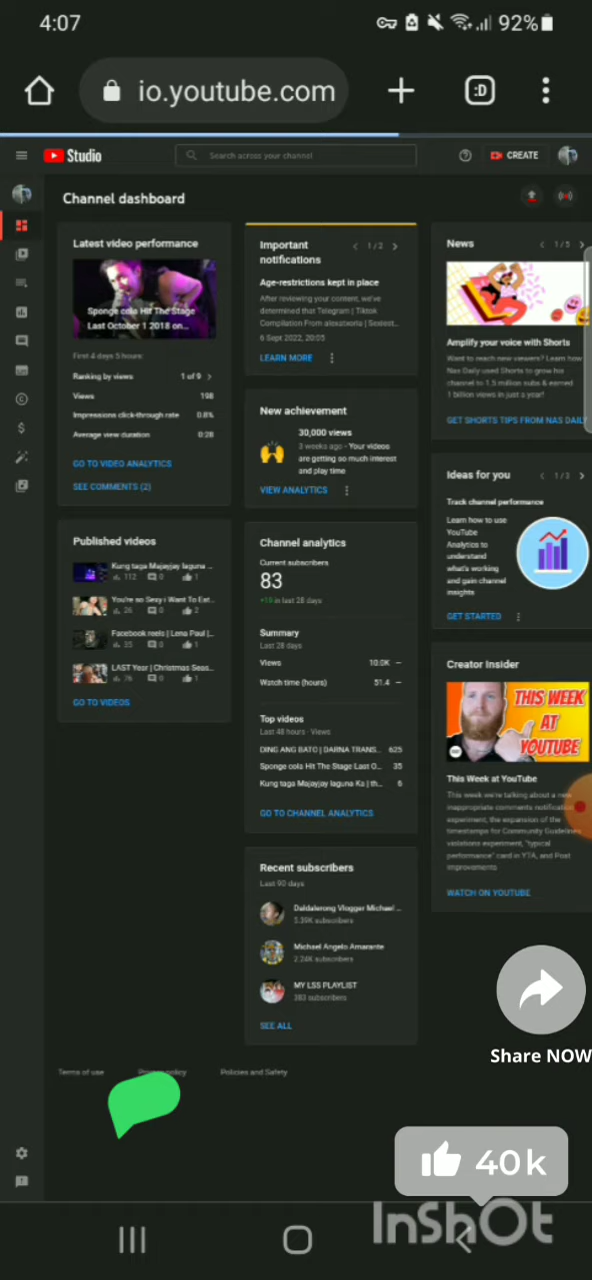 4:07
92%
io.youtube.com
:D
Studio
Search across your channel
CREATE
Channel dashboard
Latest video performance
Sponge cola Hit The Stage
Last October 1 2018 on...
First 4 days 5 hours:
Ranking by views 1 of 9
Views 198
Impressions click-through rate 0.8%
Average view duration 0:28
GO TO VIDEO ANALYTICS
SEE COMMENTS (2)
Published videos
Kung taga Majayjay laguna ...
112 0 1
You're so Sexy i Want To Eat...
26 0 2
Facebook reels | Lena Paul |...
35 0 1
LAST Year | Christmas Seas...
76 0 1
GO TO VIDEOS
Important
notifications
1/2
Age-restrictions kept in place
After reviewing your content, we've
determined that Telegram | Tiktok
Compilation From alexatxoria | Sexiest...
6 Sept 2022, 20:05
LEARN MORE
New achievement
30,000 views
3 weeks ago - Your videos
are getting so much interest
and play time
VIEW ANALYTICS
Channel analytics
Current subscribers
83
in last 28 days
Summary
Last 28 days
Views 10.0K —
Watch time (hours) 51.4 —
Top videos
Last 48 hours · Views
DING ANG BATO | DARNA TRANS... 625
Sponge cola Hit The Stage Last O... 35
Kung taga Majayjay laguna Ka | th... 6
GO TO CHANNEL ANALYTICS
Recent subscribers
Last 90 days
Daldalerong Vlogger Michael ...
5.39K subscribers
Michael Angelo Amarante
2.24K subscribers
MY LSS PLAYLIST
383 subscribers
SEE ALL
News
1/5
Amplify your voice with Shorts
Want to reach new viewers? Learn how
Nas Daily used Shorts to grow his
channel to 1.5 million subs & earned
1 billion views in just a year!
GET SHORTS TIPS FROM NAS DAILY
Ideas for you
1/3
Track channel performance
Learn how to use
YouTube
Analytics to
understand
what's working
and gain channel
insights
GET STARTED
Creator Insider
THIS WEEK
AT
YOUTUBE
This Week at YouTube
This week we're talking about a new
inappropriate comments notification
experiment, the expansion of the
timestamps for Community Guidelines
violations experiment, "typical
performance" card in YTA, and Post
improvements
WATCH ON YOUTUBE
Share NOW
Terms of use
Privacy policy
Policies and Safety
40k
InShOt